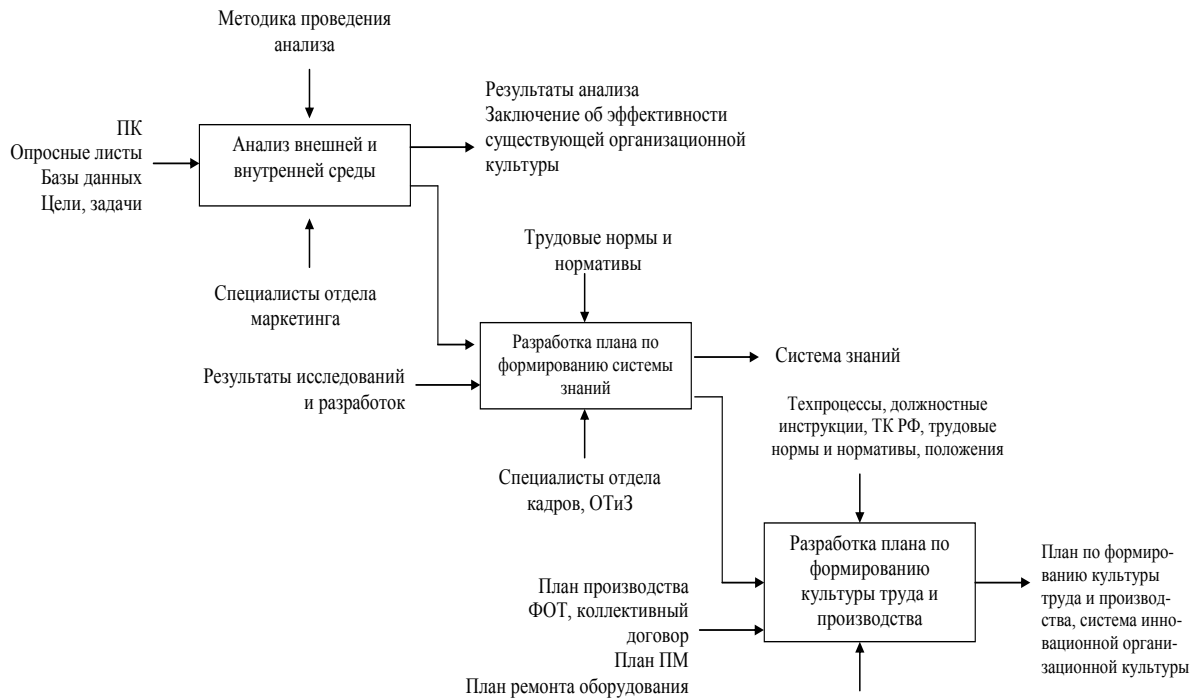 Методика проведения
анализа
ПК
Опросные листы
Базы данных
Цели, задачи
Анализ внешней и
внутренней среды
Результаты анализа
Заключение об эффективности
существующей организационной
культуры
Специалисты отдела
маркетинга
Трудовые нормы и
нормативы
Результаты исследований
и разработок
Разработка плана по
формированию системы
знаний
Система знаний
Специалисты отдела
кадров, ОТиЗ
Техпроцессы, должностные
инструкции, ТК РФ, трудовые
нормы и нормативы, положения
План производства
ФОТ, коллективный
договор
План ПМ
План ремонта оборудования
Разработка плана по
формированию
культуры труда и
производства
План по формиро-
ванию культуры
труда и производ-
ства, система инно-
вационной органи-
зационной культуры